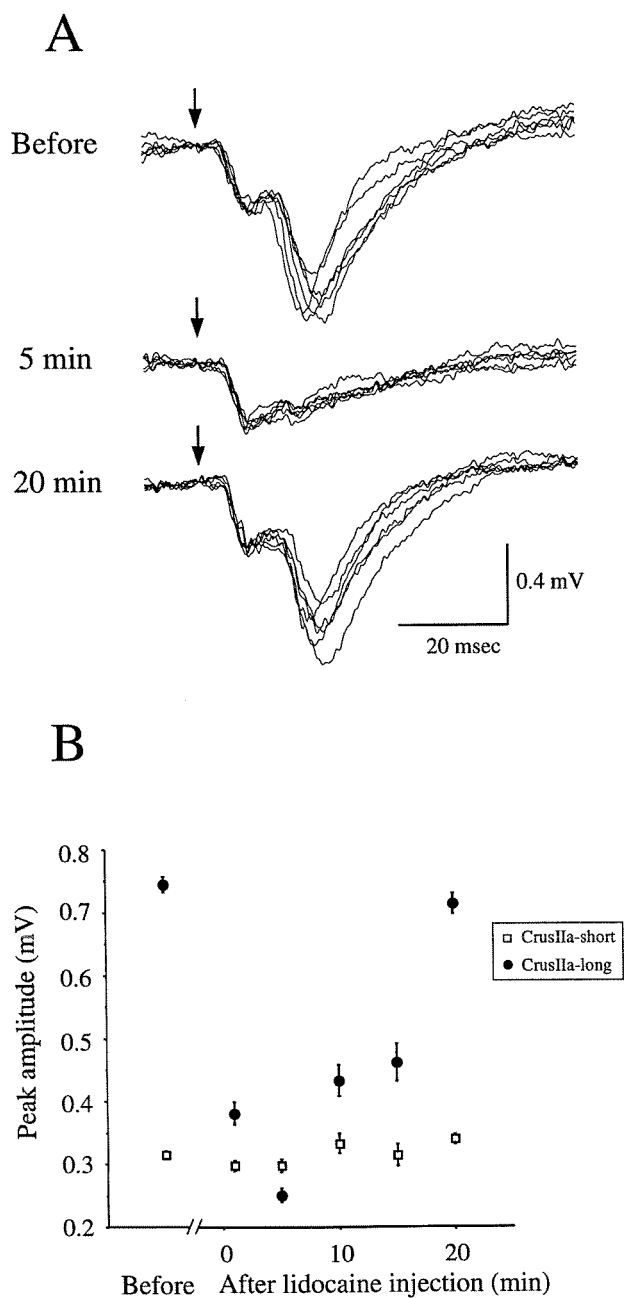 A
Before
5 min
20 min
0.4 mV
20 msec
B
0.8
0.7
0.6
0.5
0.4
0.3
0.2
Peak amplitude (mV)
CrusIIa-short
CrusIIa-long
0 10 20
Before After lidocaine injection (min)